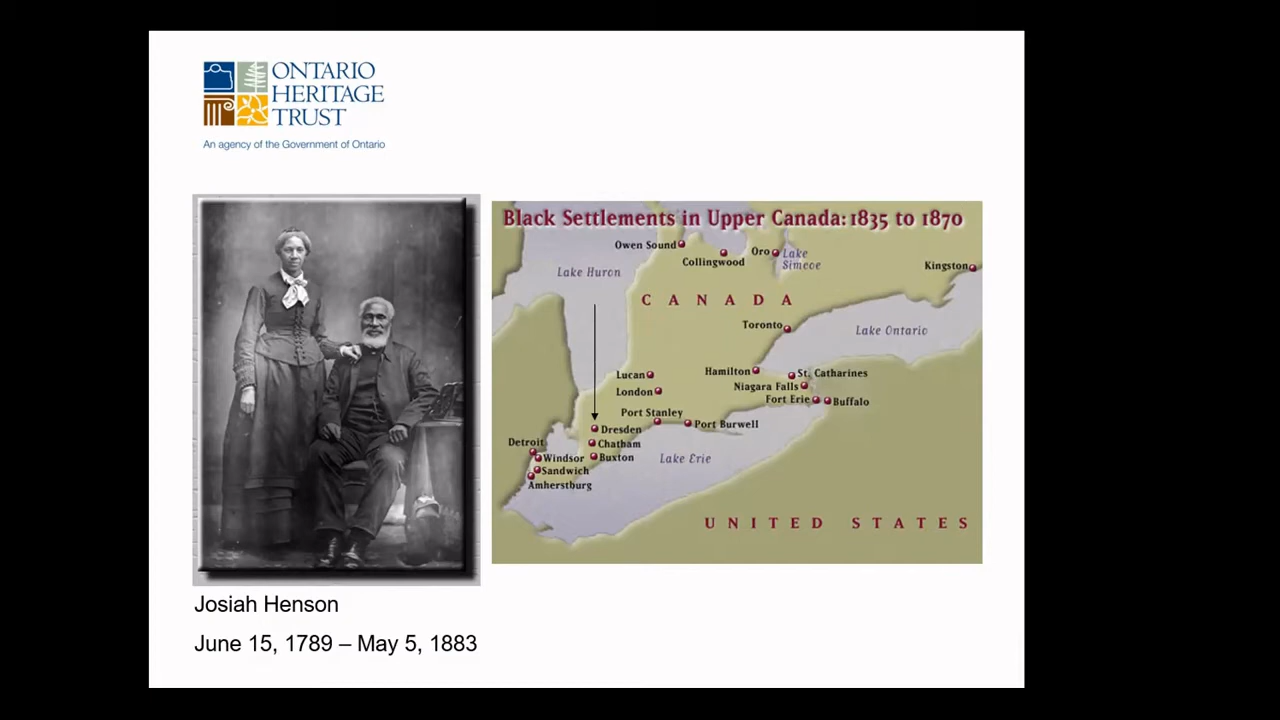 ONTARIO
HERITAGE
TRUST
An agency of the Government of Ontario
Black Settlements in Upper Canada: 1835 to 1870
Owen Sound
Collingwood
Oro
Lake
Simcoe
Kingston
Lake Huron
CANADA
Toronto
Lake Ontario
Lucan
London
Hamilton
St. Catharines
Niagara Falls
Fort Erie
Buffalo
Port Stanley
Port Burwell
Dresden
Chatham
Buxton
Detroit
Windsor
Sandwich
Amherstburg
Lake Erie
UNITED STATES
Josiah Henson
June 15, 1789 – May 5, 1883